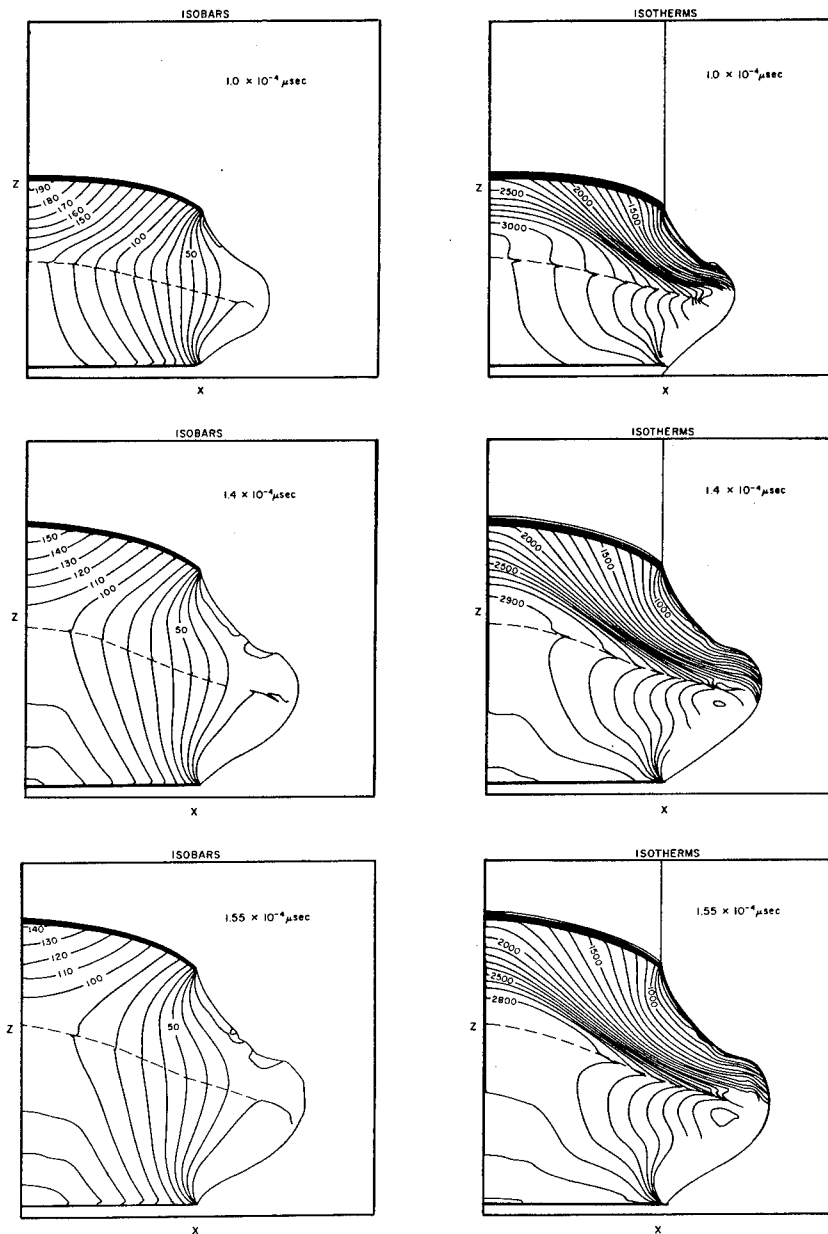 ISOBARS
1.0 × 10⁻⁴ μsec
Z
190
180
170
160
150
100
50
X
ISOTHERMS
1.0 × 10⁻⁴ μsec
Z
2500
2000
1500
3000
X
ISOBARS
1.4 × 10⁻⁴ μsec
150
140
130
120
110
100
50
Z
X
ISOTHERMS
1.4 × 10⁻⁴ μsec
2000
1500
2500
1000
2900
Z
X
ISOBARS
1.55 × 10⁻⁴ μsec
140
130
120
110
100
50
Z
X
ISOTHERMS
1.55 × 10⁻⁴ μsec
2000
1500
2500
1000
2800
Z
X